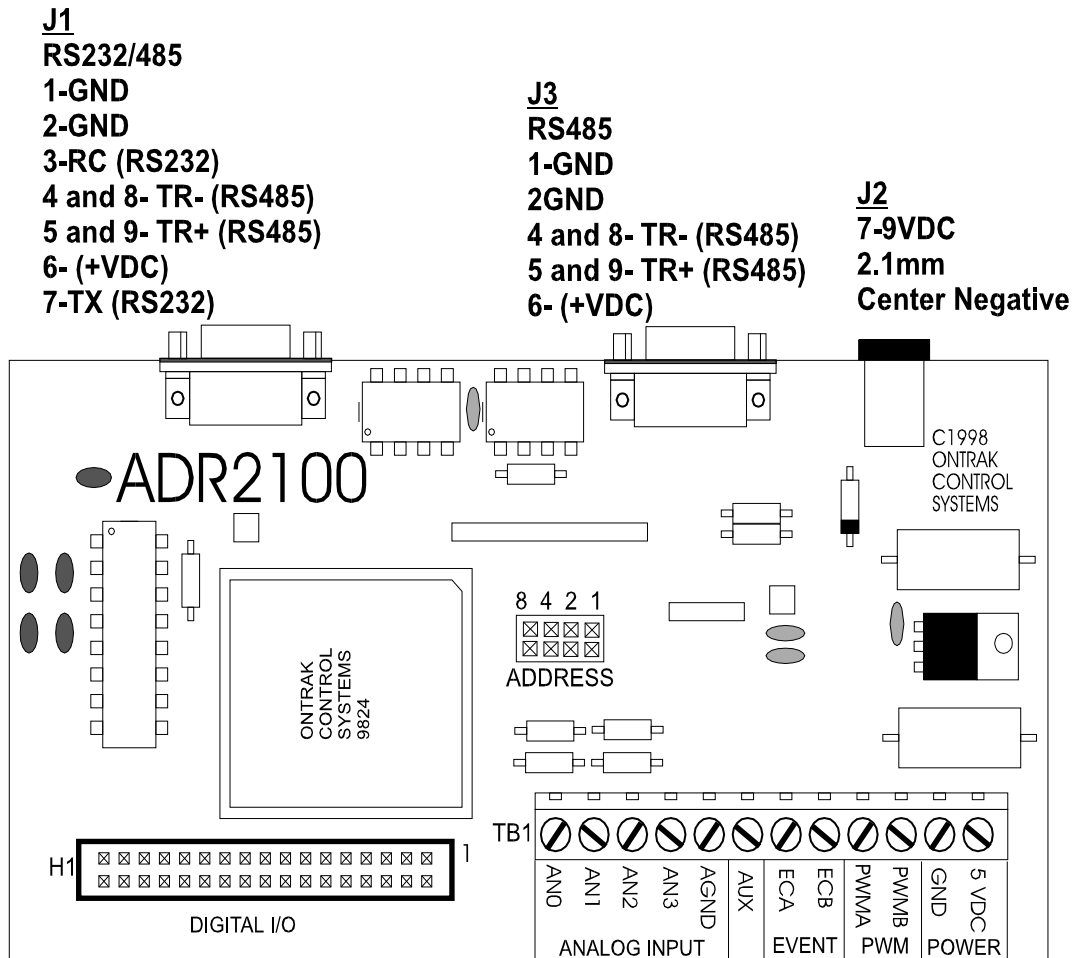 J1
RS232/485
1-GND
2-GND
3-RC (RS232)
4 and 8- TR- (RS485)
5 and 9- TR+ (RS485)
6- (+VDC)
7-TX (RS232)
J3
RS485
1-GND
2GND
4 and 8- TR- (RS485)
5 and 9- TR+ (RS485)
6- (+VDC)
J2
7-9VDC
2.1mm
Center Negative
C1998
ONTRAK
CONTROL
SYSTEMS
ADR2100
8 4 2 1
ADDRESS
ONTRAK
CONTROL
SYSTEMS
9824
H1
1
DIGITAL I/O
TB1
AN0
AN1
AN2
AN3
AGND
AUX
ECA
ECB
PWMA
PWMB
GND
5 VDC
ANALOG INPUT
EVENT
PWM
POWER